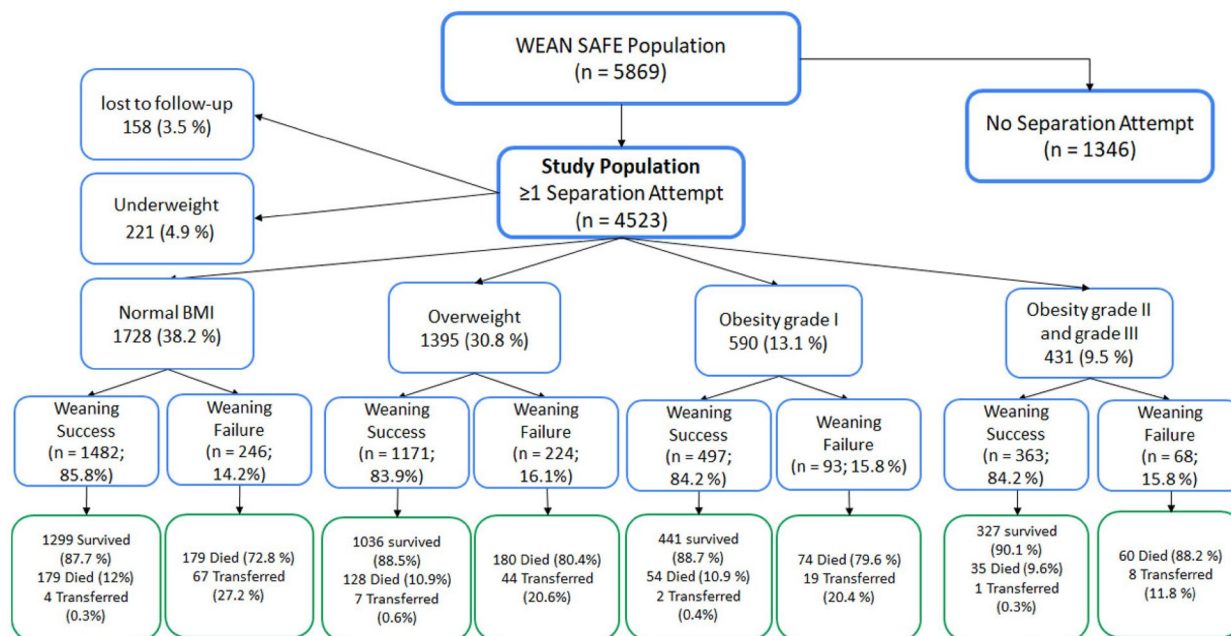 WEAN SAFE Population
(n = 5869)
lost to follow-up
158 (3.5 %)
No Separation Attempt
(n = 1346)
Study Population
≥1 Separation Attempt
(n = 4523)
Underweight
221 (4.9 %)
Normal BMI
1728 (38.2 %)
Overweight
1395 (30.8 %)
Obesity grade I
590 (13.1 %)
Obesity grade II
and grade III
431 (9.5 %)
Weaning
Success
(n = 1482;
85.8%)
Weaning
Failure
(n = 246;
14.2%)
Weaning
Success
(n = 1171;
83.9%)
Weaning
Failure
(n = 224;
16.1%)
Weaning
Success
(n = 497;
84.2 %)
Weaning
Failure
(n = 93; 15.8 %)
Weaning
Success
(n = 363;
84.2%)
Weaning
Failure
(n = 68;
15.8 %)
1299 Survived
(87.7 %)
179 Died (12%)
4 Transferred
(0.3%)
179 Died (72.8 %)
67 Transferred
(27.2 %)
1036 survived
(88.5%)
128 Died (10.9%)
7 Transferred
(0.6%)
180 Died (80.4%)
44 Transferred
(20.6%)
441 survived
(88.7 %)
54 Died (10.9 %)
2 Transferred
(0.4%)
74 Died (79.6%)
19 Transferred
(20.4 %)
327 survived
(90.1 %)
35 Died (9.6%)
1 Transferred
(0.3%)
60 Died (88.2%)
8 Transferred
(11.8 %)